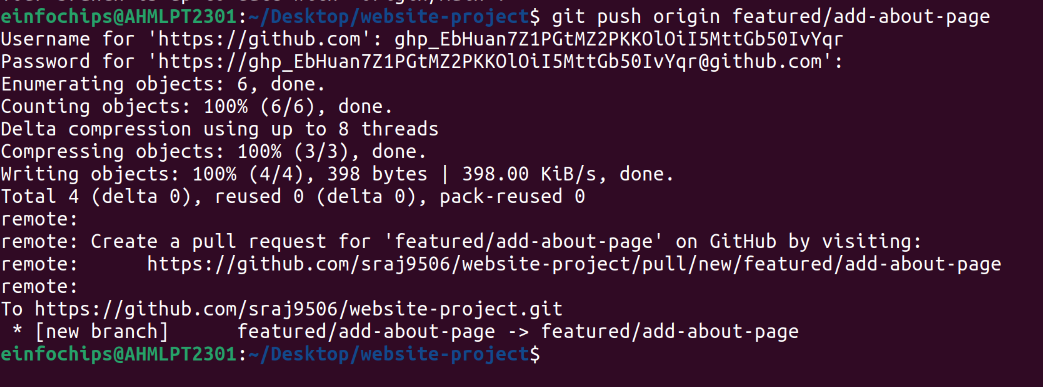 einfochips@AHMLPT2301:~/Desktop/website-project$ git push origin featured/add-about-page
Username for 'https://github.com':
Password for 'https://@github.com':
Enumerating objects: 6, done.
Counting objects: 100% (6/6), done.
Delta compression using up to 8 threads
Compressing objects: 100% (3/3), done.
Writing objects: 100% (4/4), 398 bytes | 398.00 KiB/s, done.
Total 4 (delta 0), reused 0 (delta 0), pack-reused 0
remote:
remote: Create a pull request for 'featured/add-about-page' on GitHub by visiting:
remote:      https://github.com/sraj9506/website-project/pull/new/featured/add-about-page
remote:
To https://github.com/sraj9506/website-project.git
 * [new branch]      featured/add-about-page -> featured/add-about-page
einfochips@AHMLPT2301:~/Desktop/website-project$